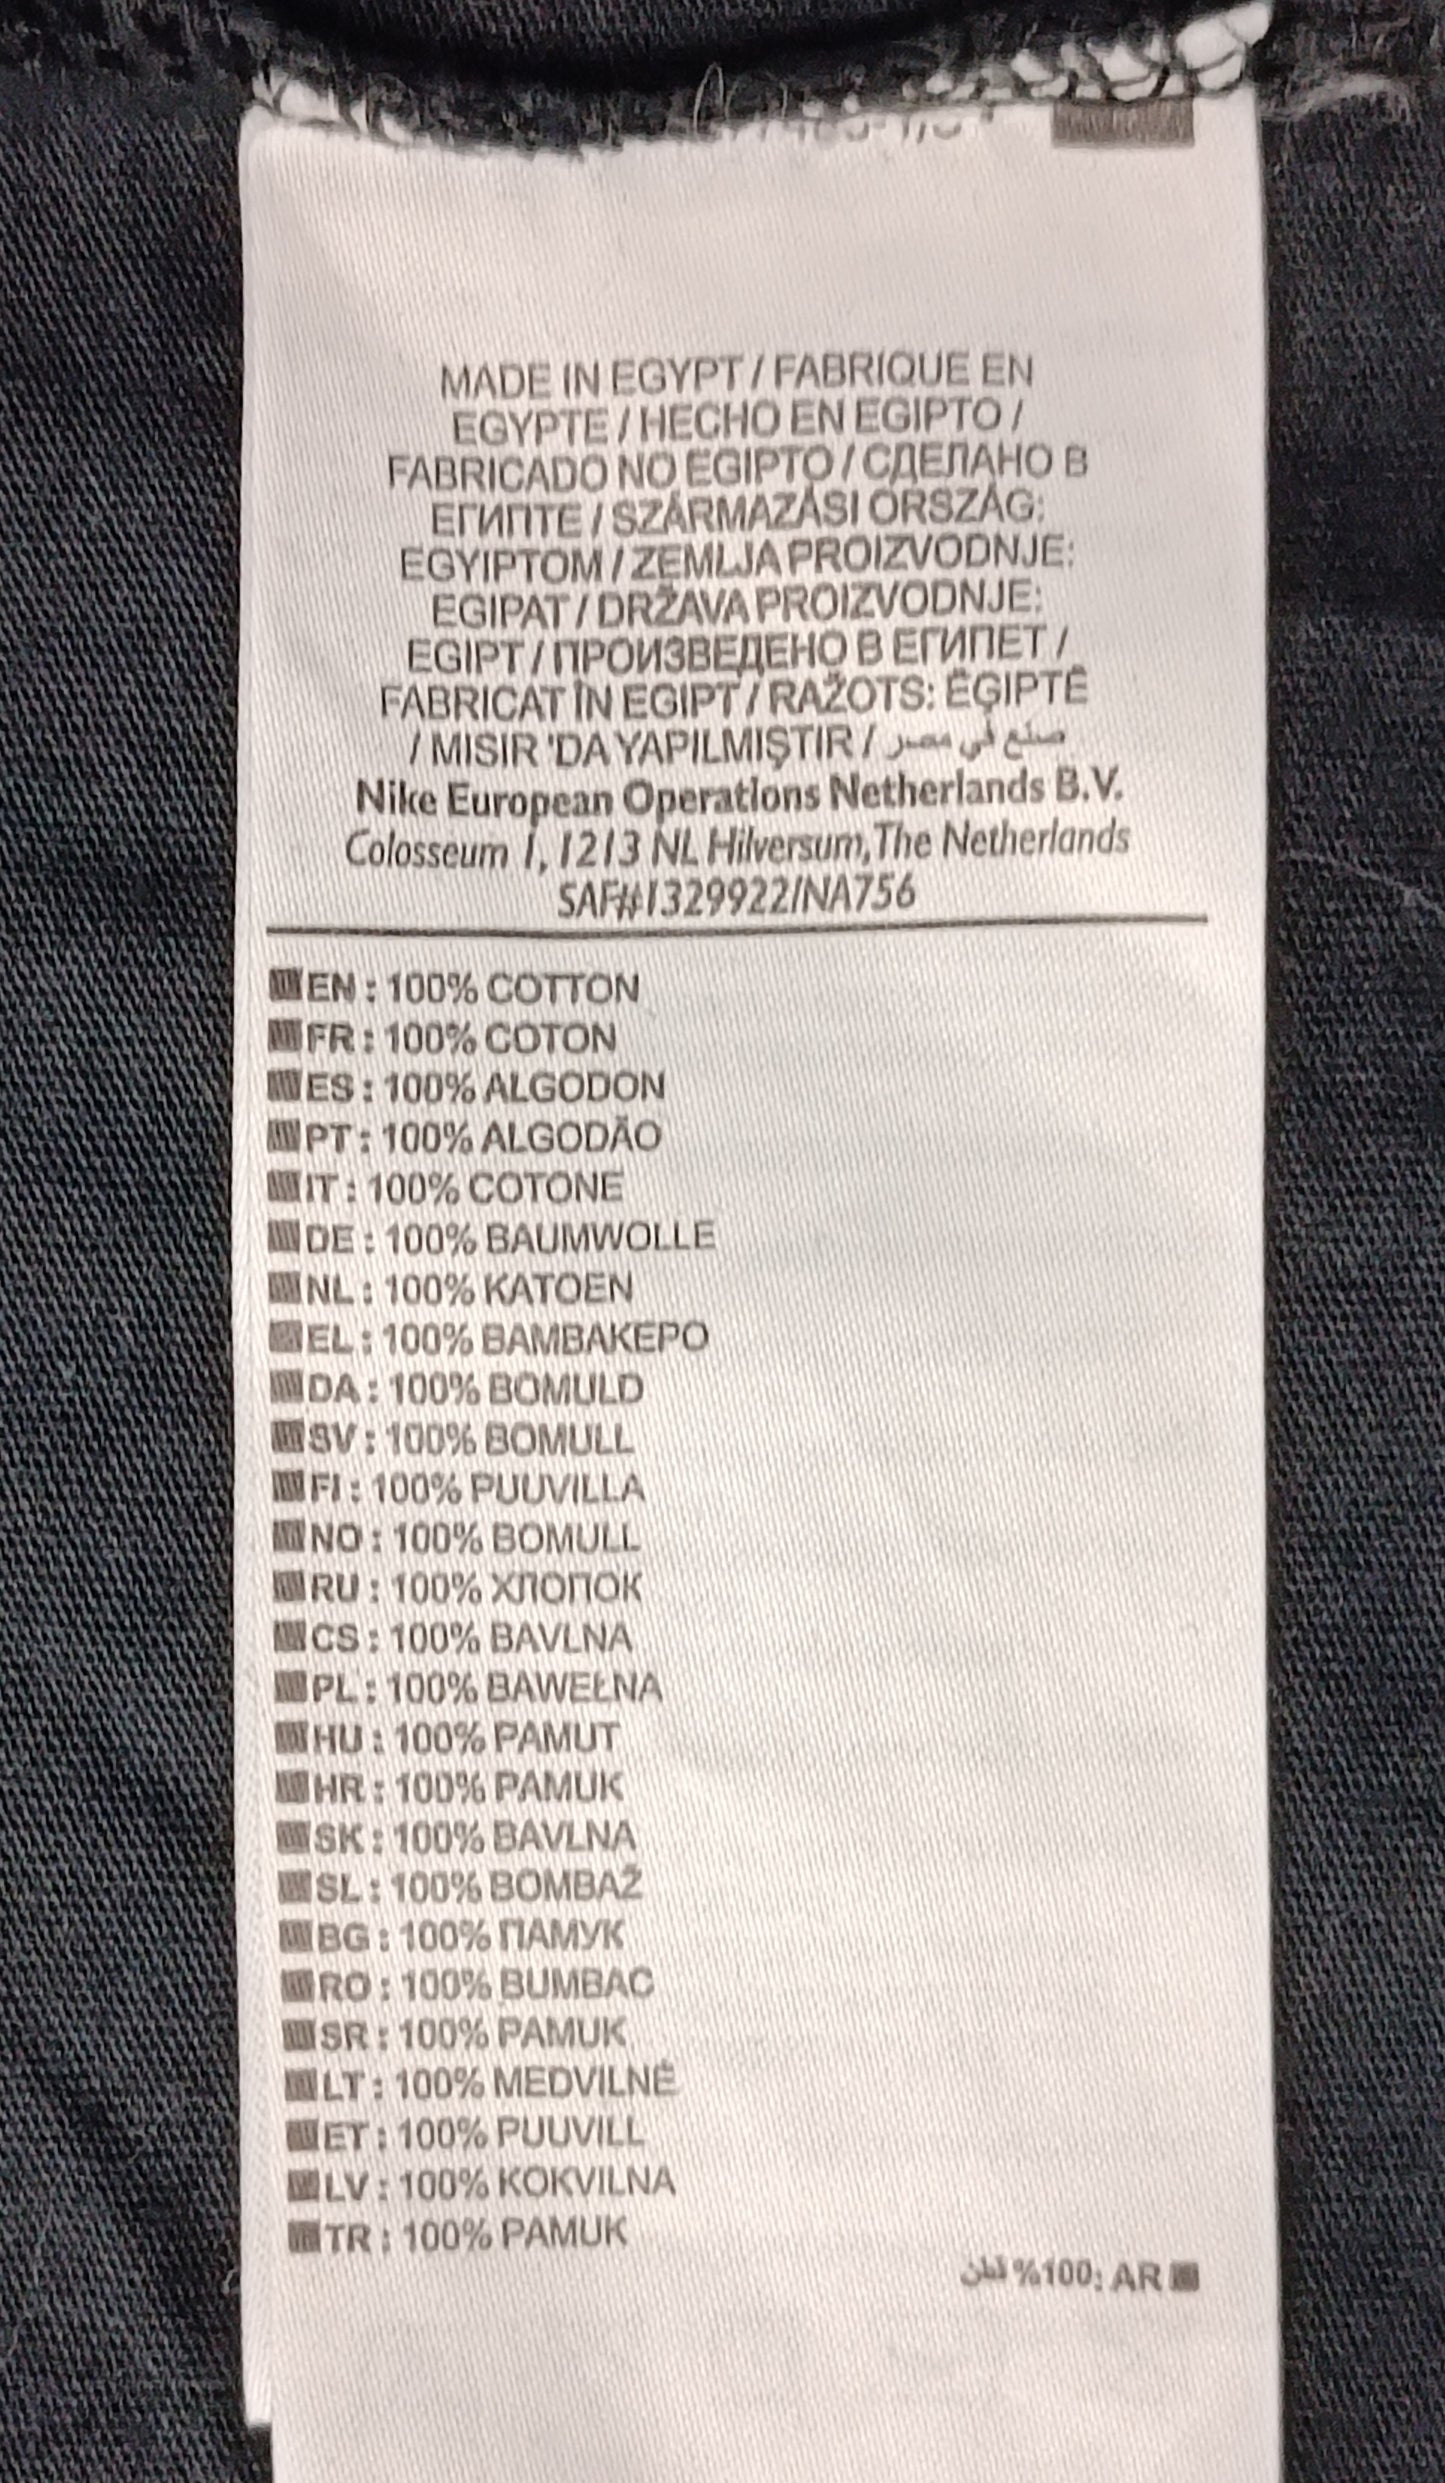 MADE IN EGYPT / FABRIQUE EN
EGYPTE / HECHO EN EGIPTO /
FABRICADO NO EGIPTO / СДЕЛАНО В
ЕГИПТЕ / SZÁRMAZÁSI ORSZÁG:
EGYIPTOM / ZEMLJA PROIZVODNJE:
EGIPAT / DRŽAVA PROIZVODNJE:
EGIPT / ПРОИЗВЕДЕНО В ЕГИПЕТ /
FABRICAT ÎN EGIPT / RAŽOTS: ĒĢIPTĒ
/ MISIR 'DA YAPILMIŞTIR / صنع في مصر
Nike European Operations Netherlands B.V.
Colosseum 1, 1213 NL Hilversum, The Netherlands
SAF#1329922/NA756
EN : 100% COTTON
FR : 100% COTON
ES : 100% ALGODON
PT : 100% ALGODÃO
IT : 100% COTONE
DE : 100% BAUMWOLLE
NL : 100% KATOEN
EL : 100% ΒΑΜΒΑΚΕΡΟ
DA : 100% BOMULD
SV : 100% BOMULL
FI : 100% PUUVILLA
NO : 100% BOMULL
RU : 100% ХЛОПОК
CS : 100% BAVLNA
PL : 100% BAWEŁNA
HU : 100% PAMUT
HR : 100% PAMUK
SK : 100% BAVLNA
SL : 100% BOMBAŽ
BG : 100% ПАМУК
RO : 100% BUMBAC
SR : 100% PAMUK
LT : 100% MEDVILNĖ
ET : 100% PUUVILL
LV : 100% KOKVILNA
TR : 100% PAMUK
AR :100% قطن